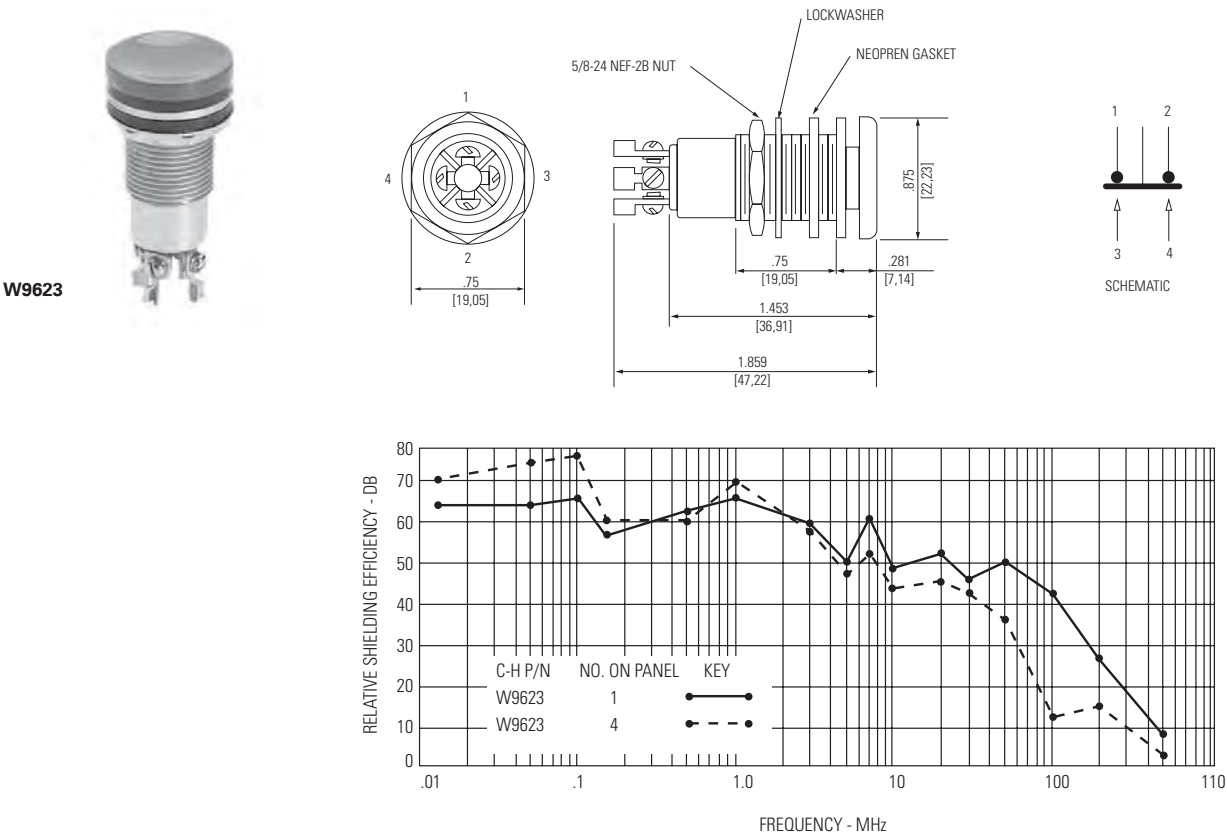 W9623
1
4
3
2
.75
[19,05]
LOCKWASHER
NEOPREN GASKET
5/8-24 NEF-2B NUT
.875
[22,23]
.75
[19,05]
.281
[7,14]
1.453
[36,91]
1.859
[47,22]
1 2
3 4
SCHEMATIC
RELATIVE SHIELDING EFFICIENCY - DB
80
70
60
50
40
30
20
10
0
C-H P/N NO. ON PANEL KEY
W9623 1
W9623 4
.01 .1 1.0 10 100 110
FREQUENCY - MHz